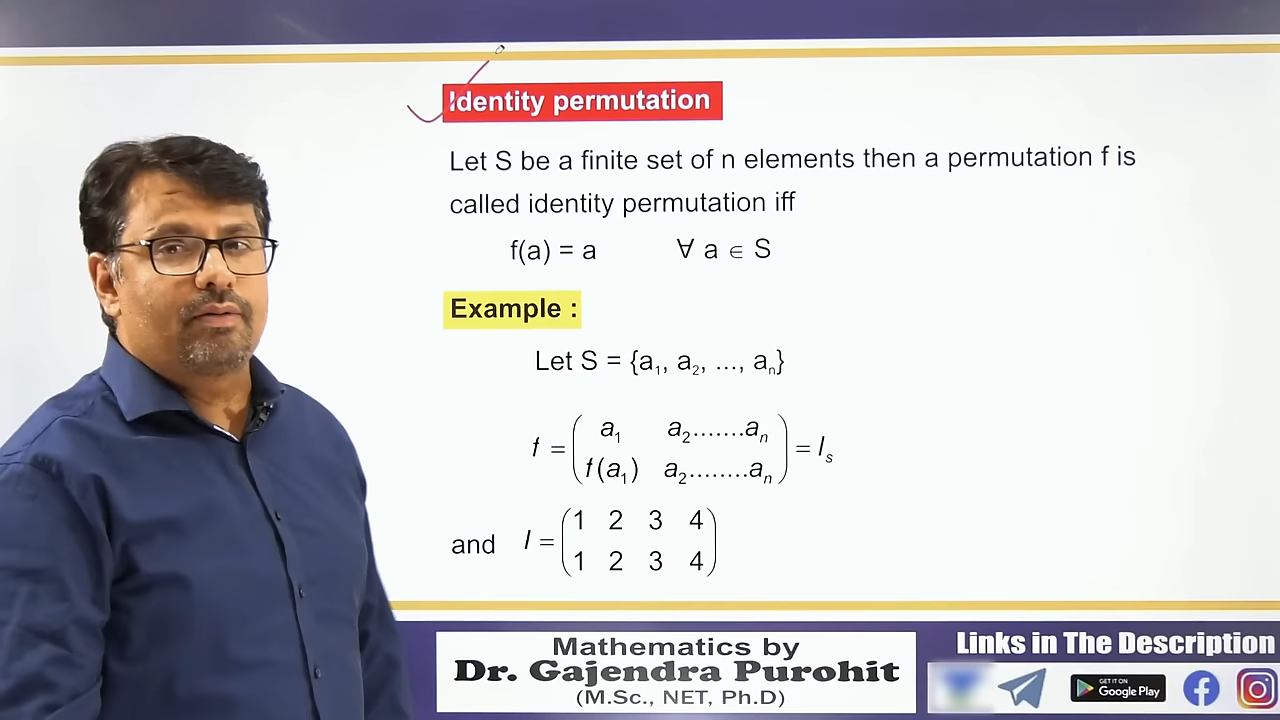 Identity permutation
Let S be a finite set of n elements then a permutation f is
called identity permutation iff
f(a) = a ∀ a ∈ S
Example :
Let S = {a₁, a₂, ..., aₙ}
f = ( a₁ a₂.......aₙ
f(a₁) a₂........aₙ ) = Iₛ
and I = ( 1 2 3 4
1 2 3 4 )
Mathematics by
Dr. Gajendra Purohit
(M.Sc., NET, Ph.D)
Links in The Description
GET IT ON
Google Play